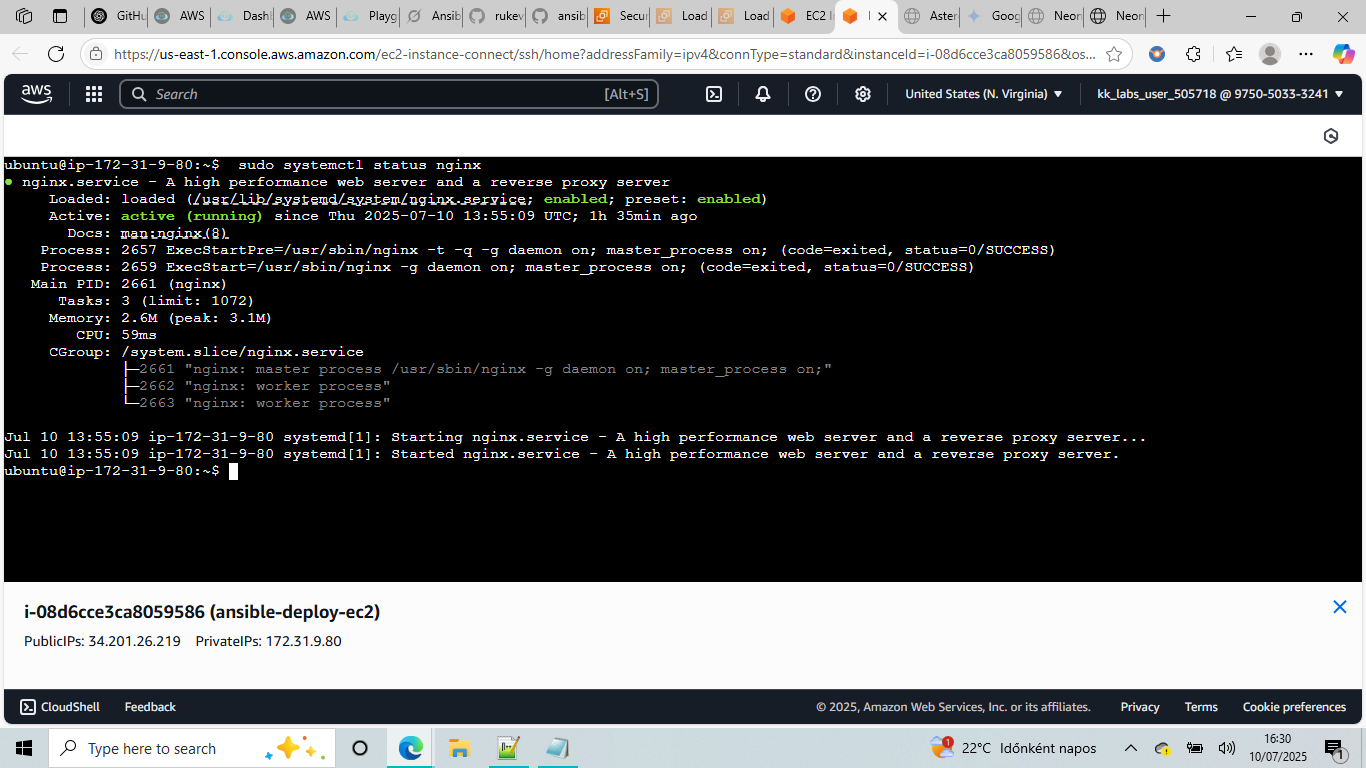 GitHu
AWS
Dash
AWS
Playg
Ansib
rukev
ansib
Secur
Load
Load
EC2 I
Aster
Goog
Neon
Neon
https://us-east-1.console.aws.amazon.com/ec2-instance-connect/ssh/home?addressFamily=ipv4&connType=standard&instanceId=i-08d6cce3ca8059586&os...
aws
Search
[Alt+S]
United States (N. Virginia)
kk_labs_user_505718 @ 9750-5033-3241
ubuntu@ip-172-31-9-80:~$  sudo systemctl status nginx
● nginx.service - A high performance web server and a reverse proxy server
     Loaded: loaded (/usr/lib/systemd/system/nginx.service; enabled; preset: enabled)
     Active: active (running) since Thu 2025-07-10 13:55:09 UTC; 1h 35min ago
       Docs: man:nginx(8)
    Process: 2657 ExecStartPre=/usr/sbin/nginx -t -q -g daemon on; master_process on; (code=exited, status=0/SUCCESS)
    Process: 2659 ExecStart=/usr/sbin/nginx -g daemon on; master_process on; (code=exited, status=0/SUCCESS)
   Main PID: 2661 (nginx)
      Tasks: 3 (limit: 1072)
     Memory: 2.6M (peak: 3.1M)
        CPU: 59ms
     CGroup: /system.slice/nginx.service
             ├─2661 "nginx: master process /usr/sbin/nginx -g daemon on; master_process on;"
             ├─2662 "nginx: worker process"
             └─2663 "nginx: worker process"
Jul 10 13:55:09 ip-172-31-9-80 systemd[1]: Starting nginx.service - A high performance web server and a reverse proxy server...
Jul 10 13:55:09 ip-172-31-9-80 systemd[1]: Started nginx.service - A high performance web server and a reverse proxy server.
ubuntu@ip-172-31-9-80:~$
i-08d6cce3ca8059586 (ansible-deploy-ec2)
PublicIPs: 34.201.26.219 PrivateIPs: 172.31.9.80
CloudShell
Feedback
© 2025, Amazon Web Services, Inc. or its affiliates.
Privacy
Terms
Cookie preferences
Type here to search
1
22°C Időnként napos
16:30
10/07/2025
1